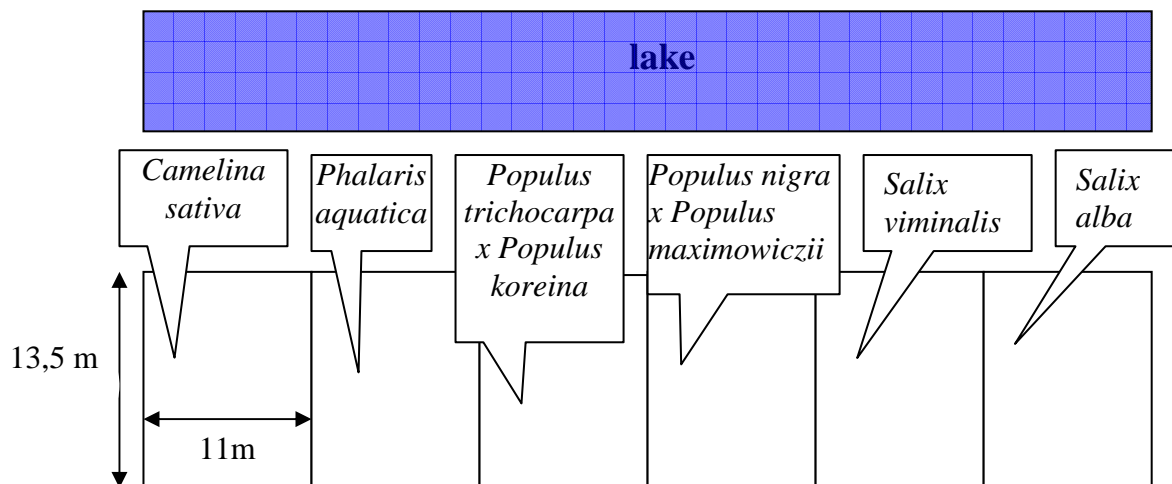 lake
Camelina
sativa
Phalaris
aquatica
Populus
trichocarpa
x Populus
koreina
Populus nigra
x Populus
maximowiczii
Salix
viminalis
Salix
alba
13,5 m
11m